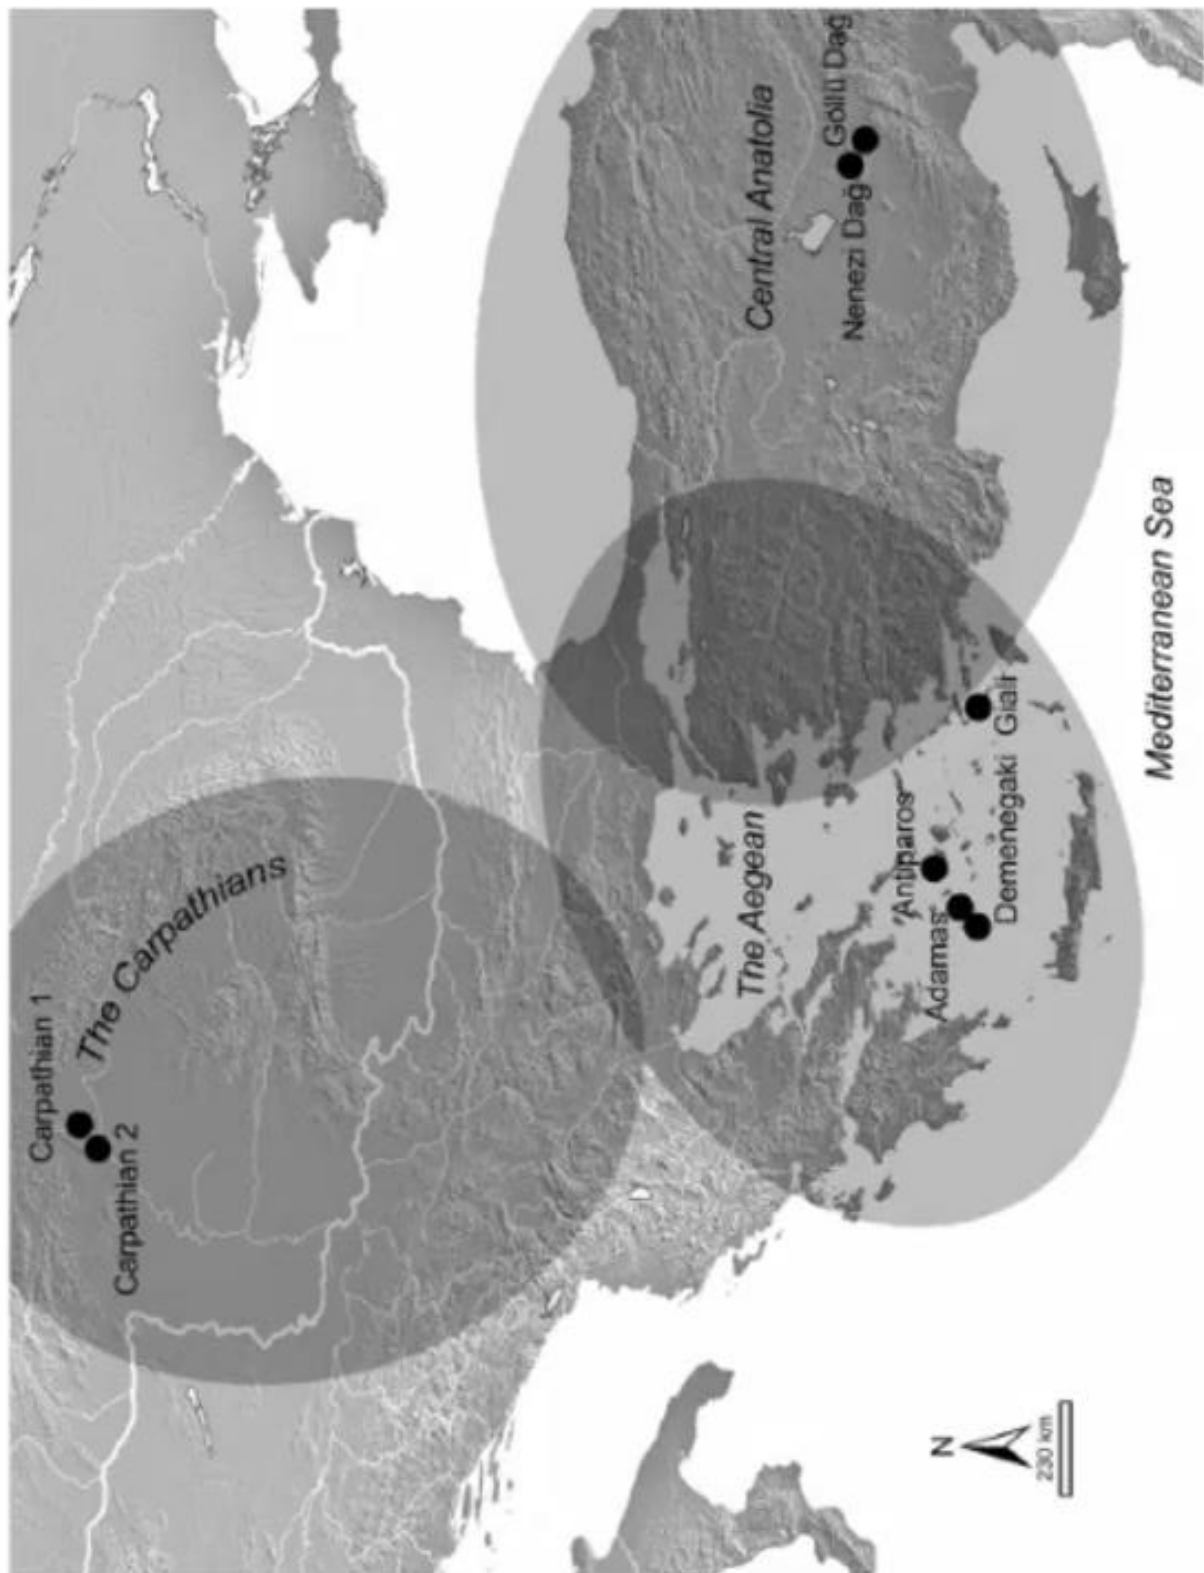 Carpathian 1
The Carpathians
Carpathian 2
Central Anatolia
Göllü Dağ
Nenezi Dağ
The Aegean
Antiparos
Adamas
Giali
Demenegaki
Mediterranean Sea
N
230 km